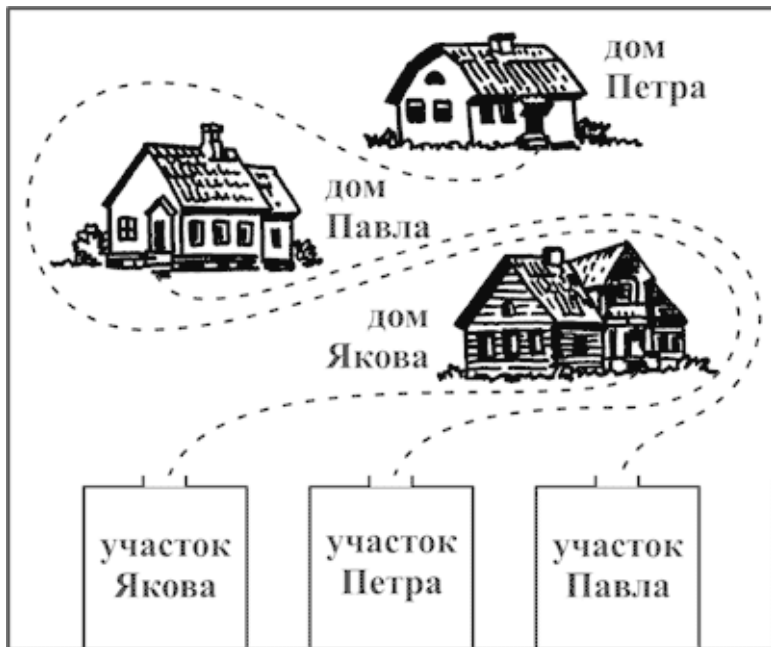 дом
Петра
дом
Павла
дом
Якова
участок
Якова
участок
Петра
участок
Павла